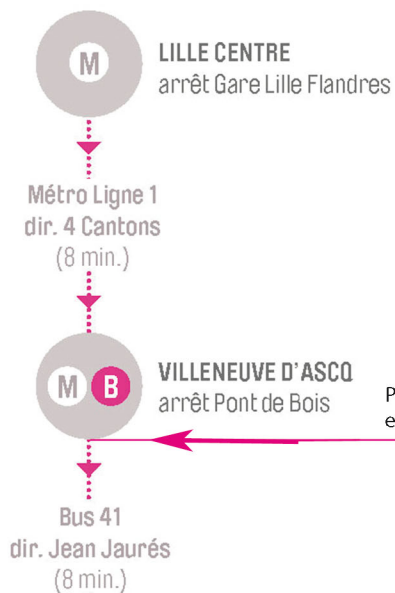 M
LILLE CENTRE
arrêt Gare Lille Flandres
Métro Ligne 1
dir. 4 Cantons
(8 min.)
M B
VILLENEUVE D'ASCQ
arrêt Pont de Bois
P
e
Bus 41
dir. Jean Jaurés
(8 min.)